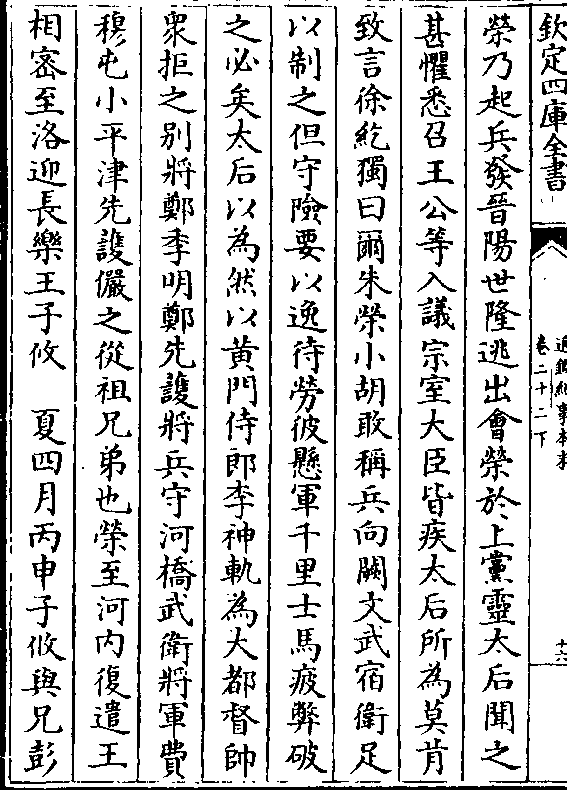 欽定四庫全書
通鑑紀事本末
卷二十二下
十六
榮乃起兵發晉陽世隆逃出會榮於上黨靈太后聞之
甚懼悉召王公等入議宗室大臣皆疾太后所為莫肯
致言徐紇獨曰爾朱榮小胡敢稱兵向闕文武宿衛足
以制之但守險要以逸待勞彼懸軍千里士馬疲弊破
之必矣太后以為然以黃門侍郎李神軌為大都督帥
衆拒之别將鄭季明鄭先護將兵守河橋武衛將軍費
穆屯小平津先護儼之從祖兄弟也榮至河内復遣王
相密至洛迎長樂王子攸　夏四月丙申子攸與兄彭